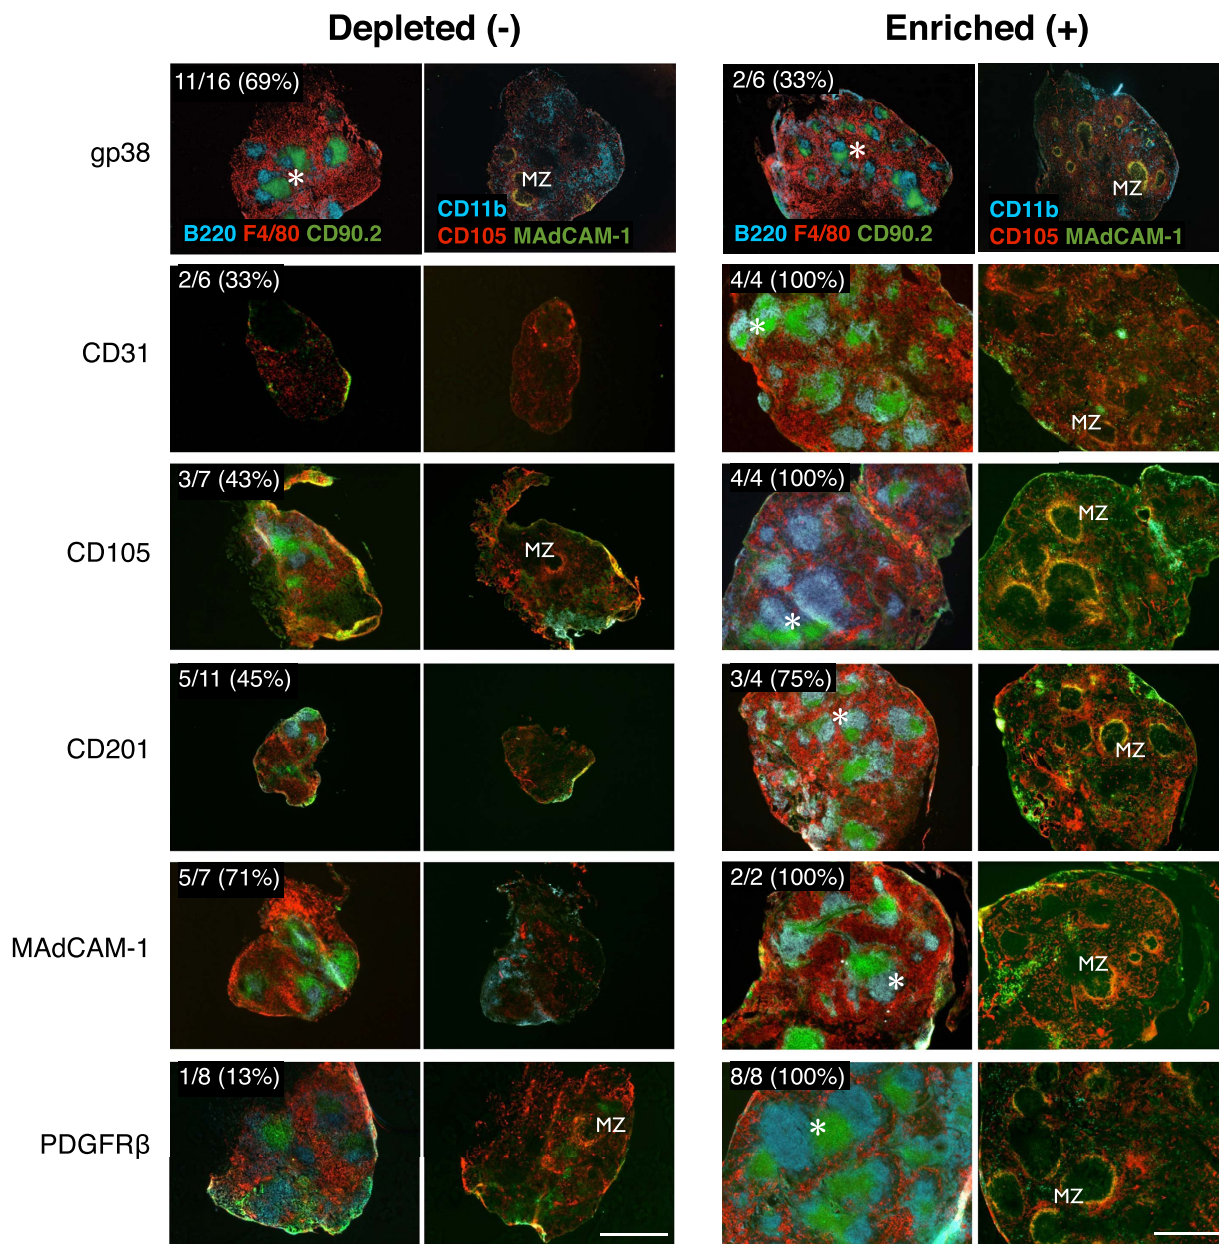 Depleted (-)
Enriched (+)
gp38
11/16 (69%)
*
B220 F4/80 CD90.2
MZ
CD11b
CD105 MAdCAM-1
2/6 (33%)
*
B220 F4/80 CD90.2
MZ
CD11b
CD105 MAdCAM-1
CD31
2/6 (33%)
4/4 (100%)
*
MZ
CD105
3/7 (43%)
MZ
4/4 (100%)
*
MZ
CD201
5/11 (45%)
3/4 (75%)
*
MZ
MAdCAM-1
5/7 (71%)
2/2 (100%)
*
MZ
PDGFRβ
1/8 (13%)
MZ
8/8 (100%)
*
MZ